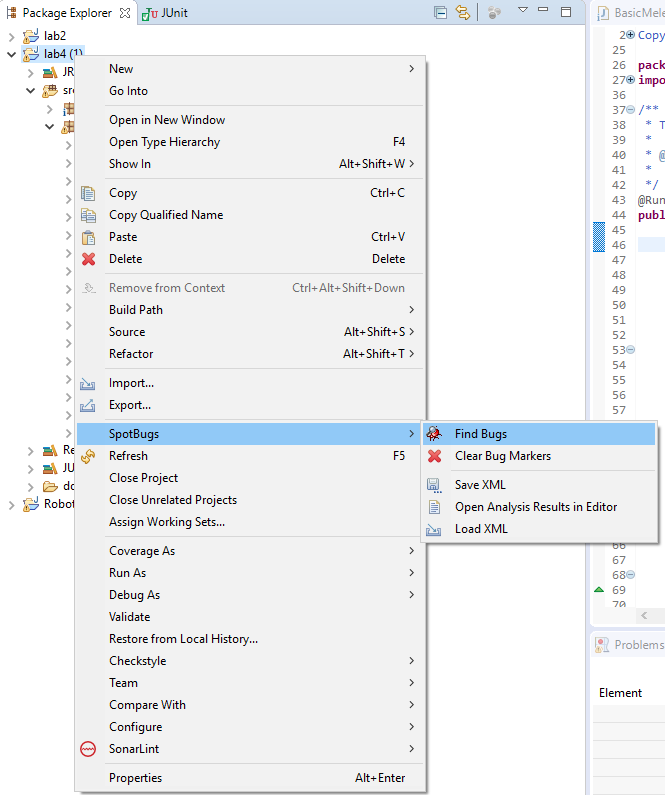 Package Explorer
JUnit
lab2
lab4 (1)
JR
src
Re
JU
do
Robot
New
Go Into
Open in New Window
Open Type Hierarchy F4
Show In Alt+Shift+W
Copy Ctrl+C
Copy Qualified Name
Paste Ctrl+V
Delete Delete
Remove from Context Ctrl+Alt+Shift+Down
Build Path
Source Alt+Shift+S
Refactor Alt+Shift+T
Import...
Export...
SpotBugs
Refresh F5
Close Project
Close Unrelated Projects
Assign Working Sets...
Coverage As
Run As
Debug As
Validate
Restore from Local History...
Checkstyle
Team
Compare With
Configure
SonarLint
Properties Alt+Enter
Find Bugs
Clear Bug Markers
Save XML
Open Analysis Results in Editor
Load XML
BasicMele
2 Copy
25
26 pack
27 impo
36
37 /**
38 * T
39 *
40 * @
41 *
42 */
43 @Run
44 publ
45
46
47
48
49
50
51
52
53
54
55
56
57
66
67
68
69
70
Problems
Element